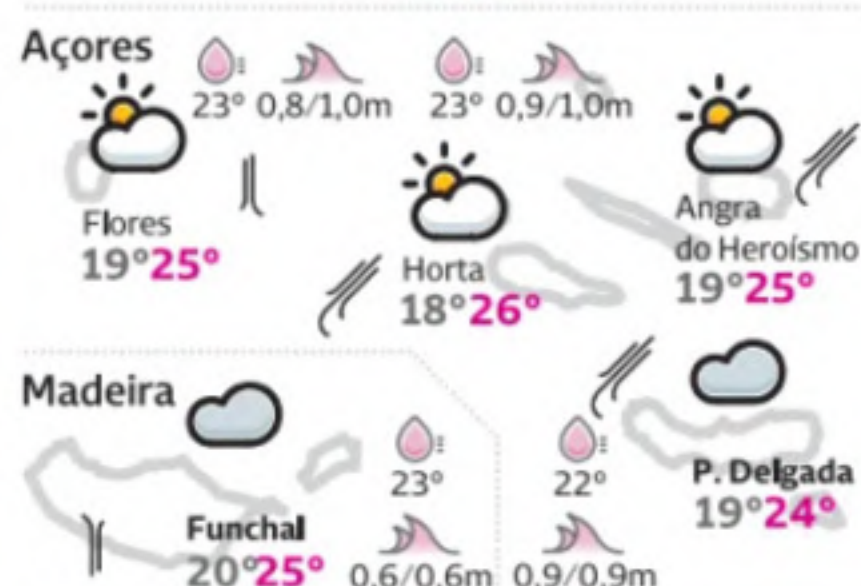 Açores
23° 0,8/1,0m
23° 0,9/1,0m
Flores
19° 25°
Horta
18° 26°
Angra
do Heroísmo
19° 25°
Madeira
23°
0,6/0,6m
Funchal
20° 25°
22°
0,9/0,9m
P. Delgada
19° 24°